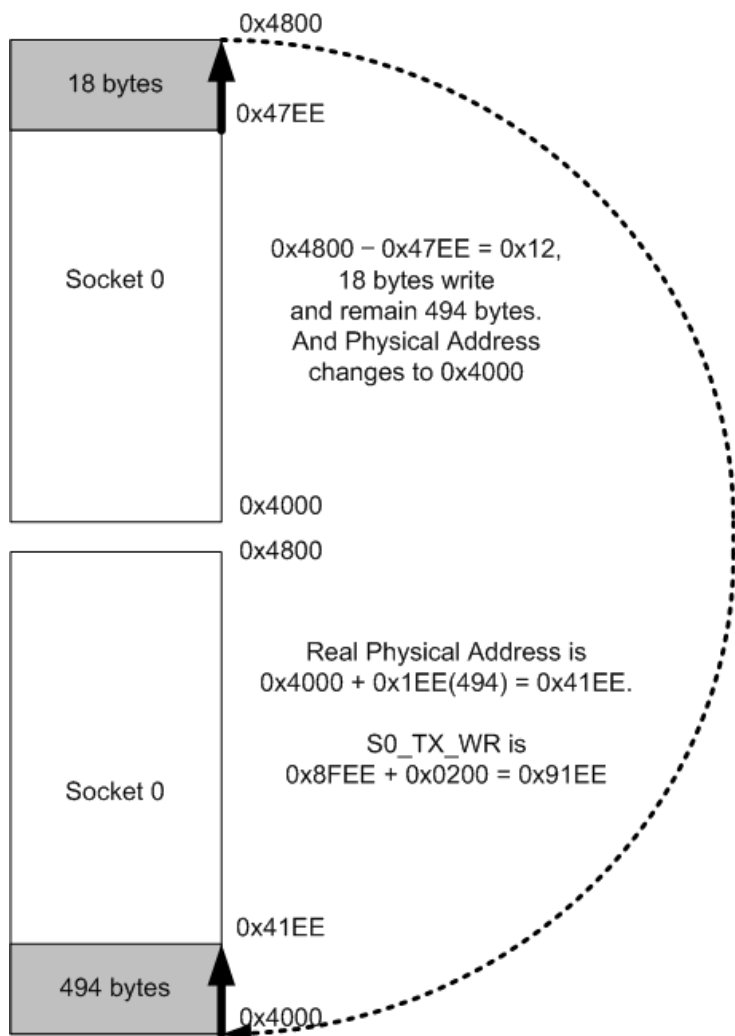 0x4800
18 bytes
0x47EE
Socket 0
0x4800 – 0x47EE = 0x12,
18 bytes write
and remain 494 bytes.
And Physical Address
changes to 0x4000
0x4000
0x4800
Real Physical Address is
0x4000 + 0x1EE(494) = 0x41EE.
S0_TX_WR is
0x8FEE + 0x0200 = 0x91EE
Socket 0
0x41EE
494 bytes
0x4000